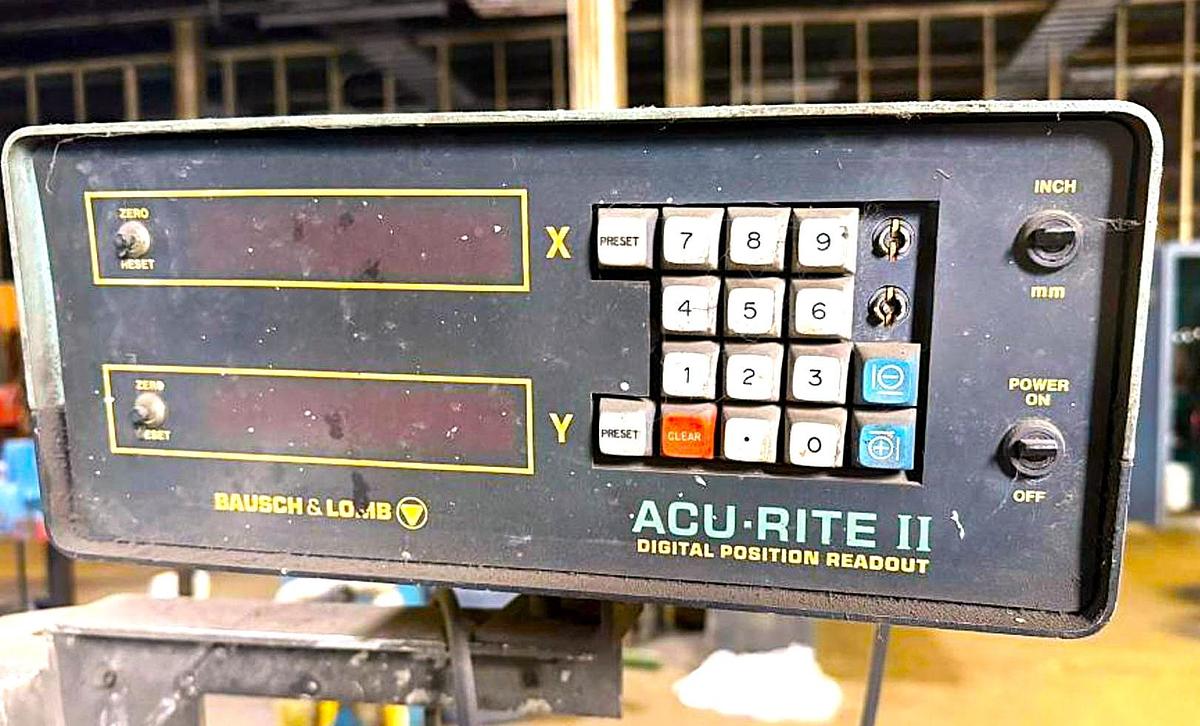 ZERO
RESET
X
PRESET
7
8
9
INCH
mm
4
5
6
1
2
3
ZERO
RESET
Y
PRESET
CLEAR
.
0
POWER
ON
OFF
BAUSCH & LOMB
ACU·RITE II
DIGITAL POSITION READOUT